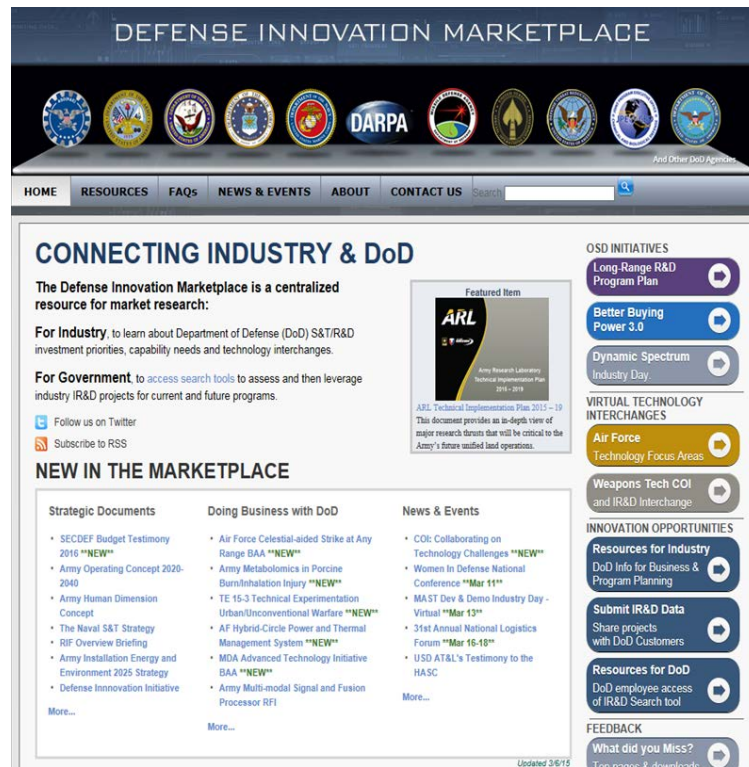 DEFENSE INNOVATION MARKETPLACE
DARPA
And Other DoD Agencies
HOME RESOURCES FAQs NEWS & EVENTS ABOUT CONTACT US Search
CONNECTING INDUSTRY & DoD
The Defense Innovation Marketplace is a centralized
resource for market research:
For Industry, to learn about Department of Defense (DoD) S&T/R&D
investment priorities, capability needs and technology interchanges.
For Government, to access search tools to assess and then leverage
industry IR&D projects for current and future programs.
Follow us on Twitter
Subscribe to RSS
Featured Item
ARL
Army Research Laboratory
Technical Implementation Plan
2015 – 2019
ARL Technical Implementation Plan 2015 – 19
This document provides an in-depth view of
major research thrusts that will be critical to the
Army's future unified land operations.
NEW IN THE MARKETPLACE
Strategic Documents
• SECDEF Budget Testimony
2016 **NEW**
• Army Operating Concept 2020-
2040
• Army Human Dimension
Concept
• The Naval S&T Strategy
• RIF Overview Briefing
• Army Installation Energy and
Environment 2025 Strategy
• Defense Innnovation Initiative
More...
Doing Business with DoD
• Air Force Celestial-aided Strike at Any
Range BAA **NEW**
• Army Metabolomics in Porcine
Burn/Inhalation Injury **NEW**
• TE 15-3 Technical Experimentation
Urban/Unconventional Warfare **NEW**
• AF Hybrid-Circle Power and Thermal
Management System **NEW**
• MDA Advanced Technology Initiative
BAA **NEW**
• Army Multi-modal Signal and Fusion
Processor RFI
More...
News & Events
• COI: Collaborating on
Technology Challenges **NEW**
• Women In Defense National
Conference **Mar 11**
• MAST Dev & Demo Industry Day -
Virtual **Mar 13**
• 31st Annual National Logistics
Forum **Mar 16-18**
• USD AT&L's Testimony to the
HASC
More...
Updated 3/6/15
OSD INITIATIVES
Long-Range R&D
Program Plan
Better Buying
Power 3.0
Dynamic Spectrum
Industry Day.
VIRTUAL TECHNOLOGY
INTERCHANGES
Air Force
Technology Focus Areas
Weapons Tech COI
and IR&D Interchange
INNOVATION OPPORTUNITIES
Resources for Industry
DoD Info for Business &
Program Planning
Submit IR&D Data
Share projects
with DoD Customers
Resources for DoD
DoD employee access
of IR&D Search tool
FEEDBACK
What did you Miss?
Top pages & downloads